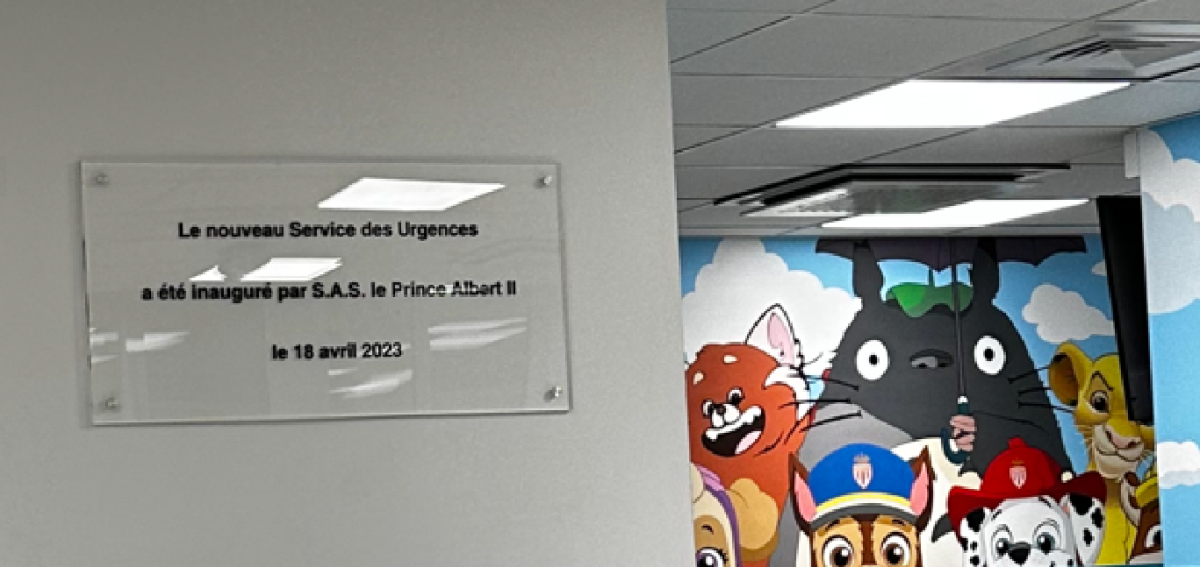 Le nouveau Service des Urgences
a été inauguré par S.A.S. le Prince Albert II
le 18 avril 2023